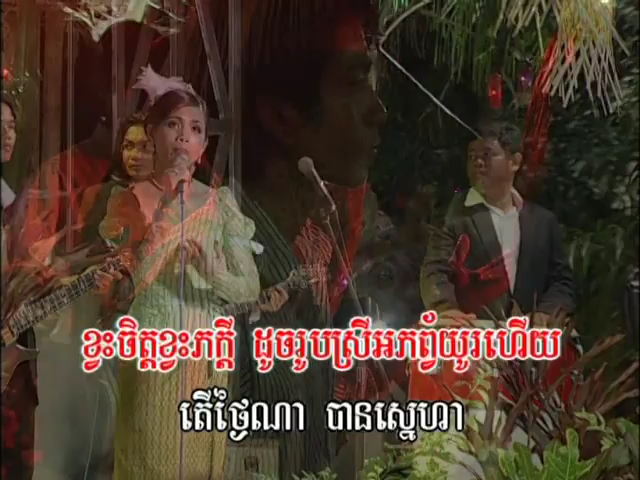 ខ្វះចិត្តខ្វះភក្តី ដូចរូបស្រីអភព្វ័យូរហើយ
តើថ្ងៃណា បានស្នេហា